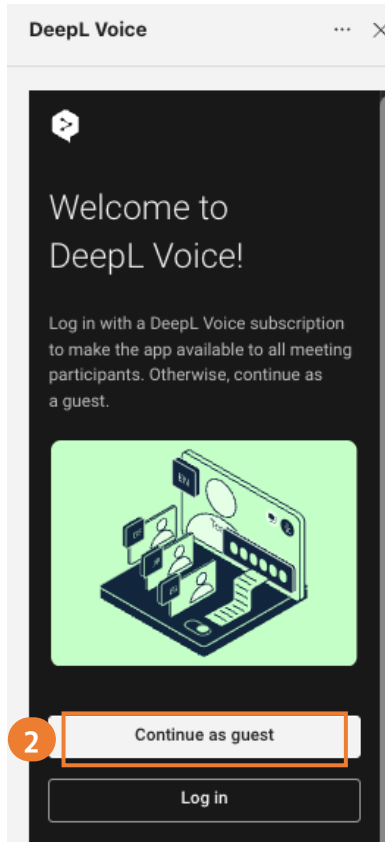 DeepL Voice
Welcome to
DeepL Voice!
Log in with a DeepL Voice subscription
to make the app available to all meeting
participants. Otherwise, continue as
a guest.
EN
2
Continue as guest
Log in